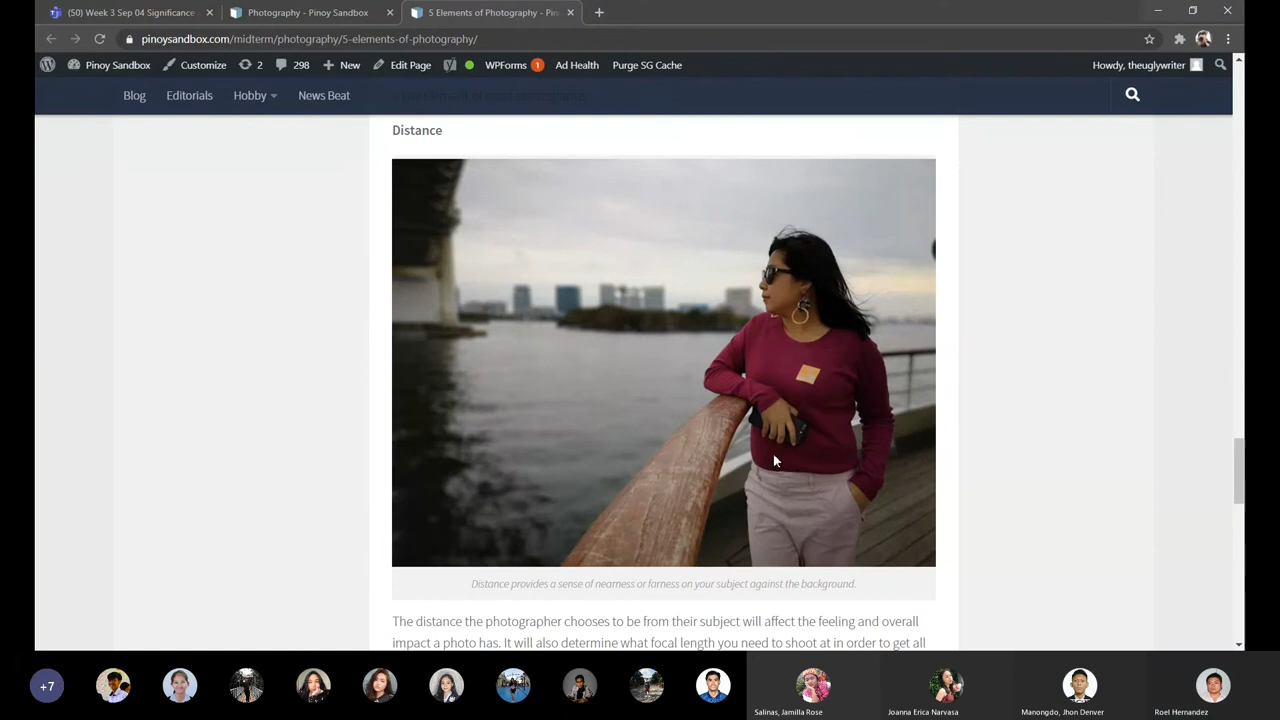 (50) Week 3 Sep 04 Significance
Photography - Pinoy Sandbox
5 Elements of Photography - Pin
pinoysandbox.com/midterm/photography/5-elements-of-photography/
Pinoy Sandbox Customize 2 298 New Edit Page WPForms 1 Ad Health Purge SG Cache Howdy, theuglywriter
Blog Editorials Hobby News Beat
Distance
Distance provides a sense of nearness or farness on your subject against the background.
The distance the photographer chooses to be from their subject will affect the feeling and overall
impact a photo has. It will also determine what focal length you need to shoot at in order to get all
+7
Salinas, Jamilla Rose
Joanna Erica Narvasa
Manongdo, Jhon Denver
Roel Hernandez